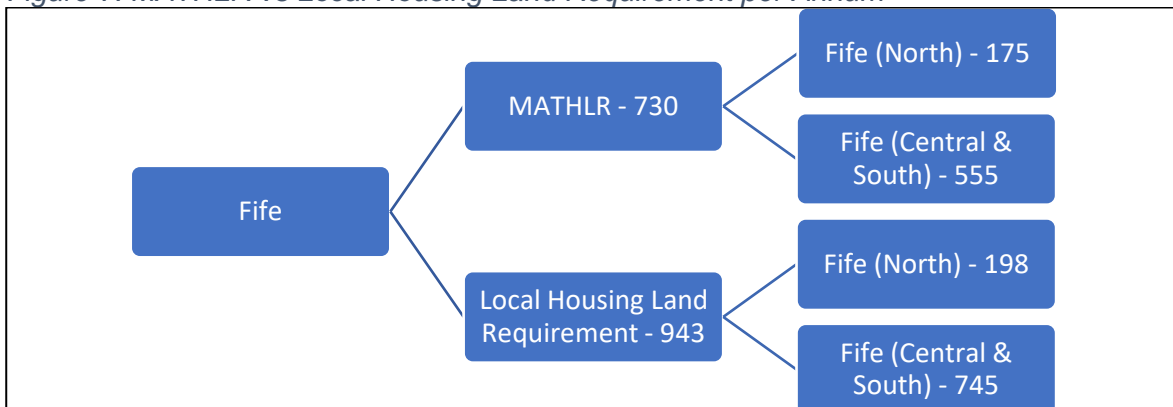 Fife
MATHLR - 730
Fife (North) - 175
Fife (Central &
South) - 555
Local Housing Land
Requirement - 943
Fife (North) - 198
Fife (Central &
South) - 745